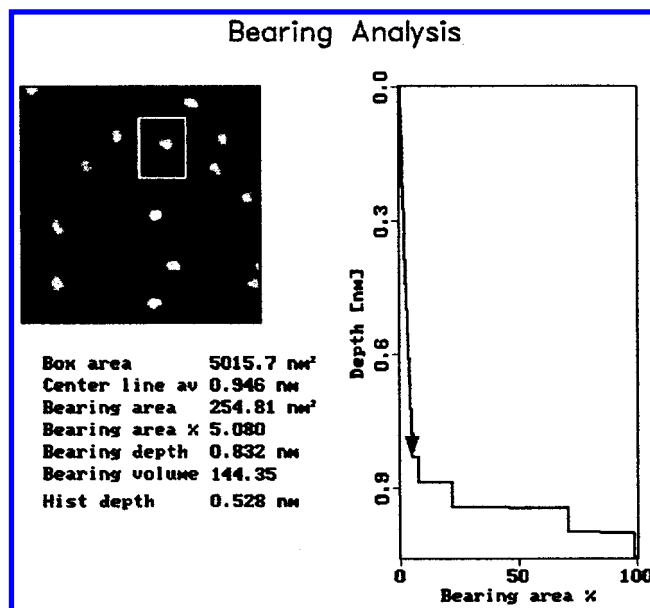 Bearing Analysis
Box area 5015.7 nm²
Center line av 0.946 nm
Bearing area 254.81 nm²
Bearing area % 5.080
Bearing depth 0.832 nm
Bearing volume 144.35
Hist depth 0.528 nm
Depth [nm]
0.0
0.3
0.6
0.9
0 50 100
Bearing area %